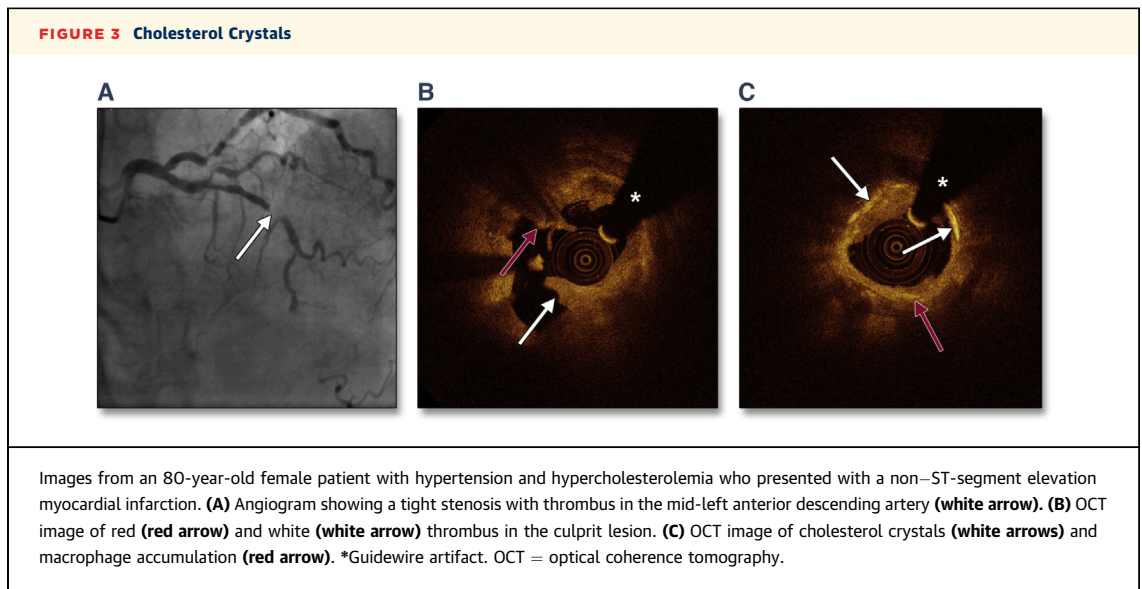 FIGURE 3 Cholesterol Crystals
A
B
C
*
*
Images from an 80-year-old female patient with hypertension and hypercholesterolemia who presented with a non–ST-segment elevation
myocardial infarction. (A) Angiogram showing a tight stenosis with thrombus in the mid-left anterior descending artery (white arrow). (B) OCT
image of red (red arrow) and white (white arrow) thrombus in the culprit lesion. (C) OCT image of cholesterol crystals (white arrows) and
macrophage accumulation (red arrow). *Guidewire artifact. OCT = optical coherence tomography.